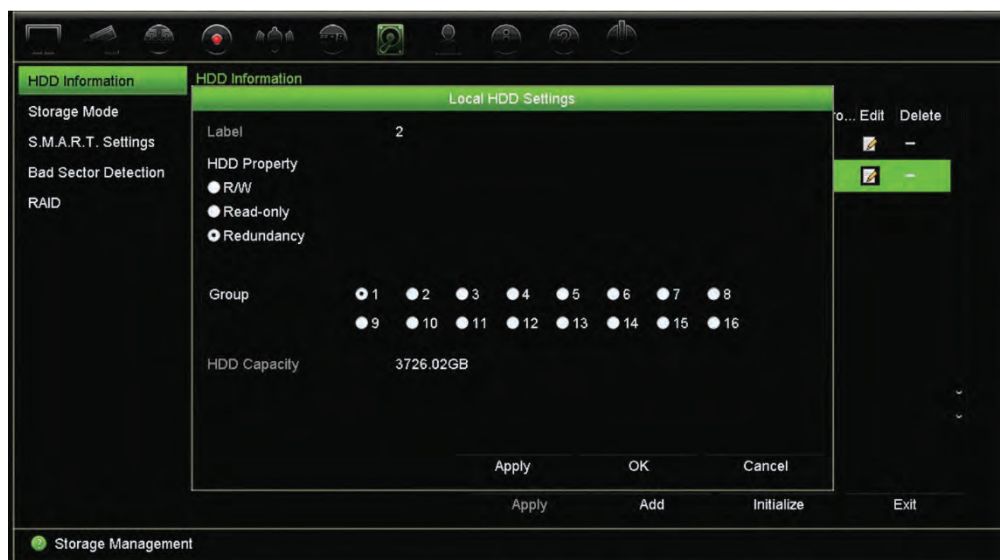 HDD Information
Storage Mode
S.M.A.R.T. Settings
Bad Sector Detection
RAID
HDD Information
o... Edit Delete
Local HDD Settings
Label 2
HDD Property
R/W
Read-only
Redundancy
Group 1 2 3 4 5 6 7 8
9 10 11 12 13 14 15 16
HDD Capacity 3726.02GB
Apply OK Cancel
Apply Add Initialize Exit
Storage Management